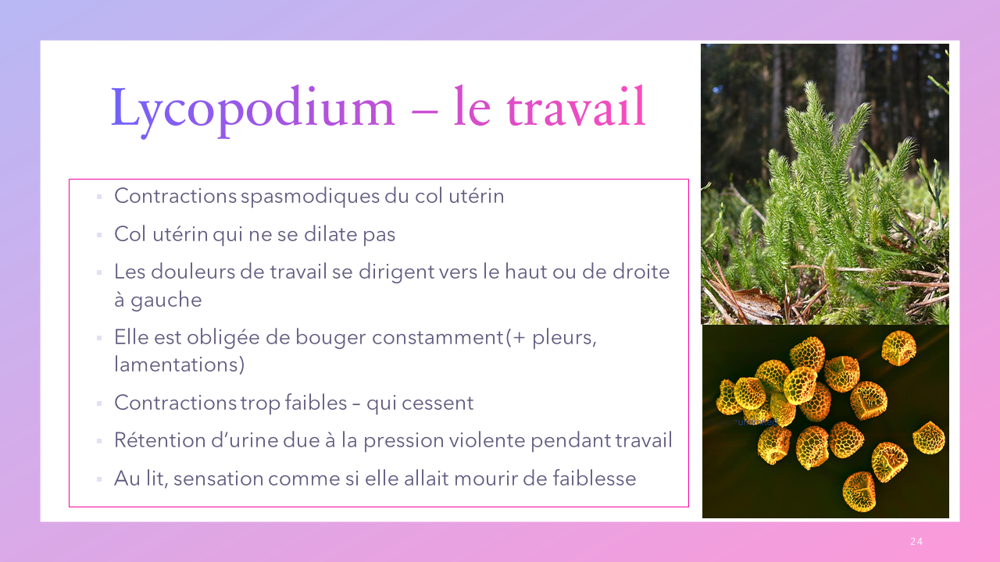 Lycopodium – le travail
Contractions spasmodiques du col utérin
Col utérin qui ne se dilate pas
Les douleurs de travail se dirigent vers le haut ou de droite
à gauche
Elle est obligée de bouger constamment (+ pleurs,
lamentations)
Contractions trop faibles – qui cessent
Rétention d’urine due à la pression violente pendant travail
Au lit, sensation comme si elle allait mourir de faiblesse
24